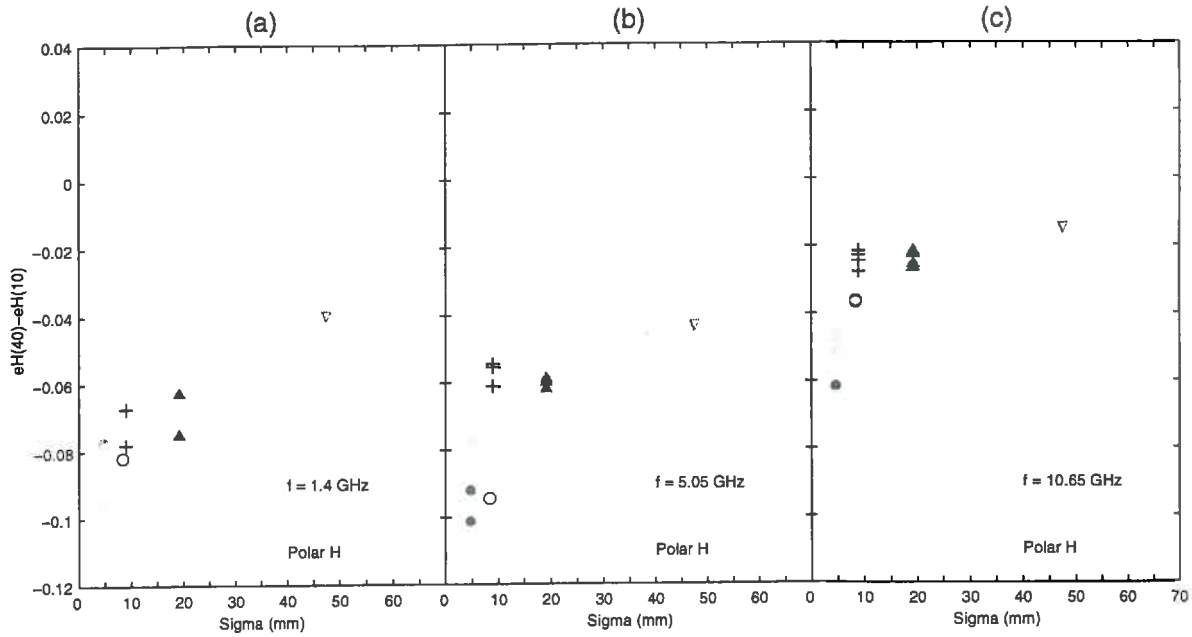 (a)
(b)
(c)
0.04
0.02
0
−0.02
−0.04
−0.06
−0.08
−0.1
−0.12
eH(40)−eH(10)
f = 1.4 GHz
Polar H
f = 5.05 GHz
Polar H
f = 10.65 GHz
Polar H
0 10 20 30 40 50 60
0 10 20 30 40 50 60
0 10 20 30 40 50 60 70
Sigma (mm)
Sigma (mm)
Sigma (mm)